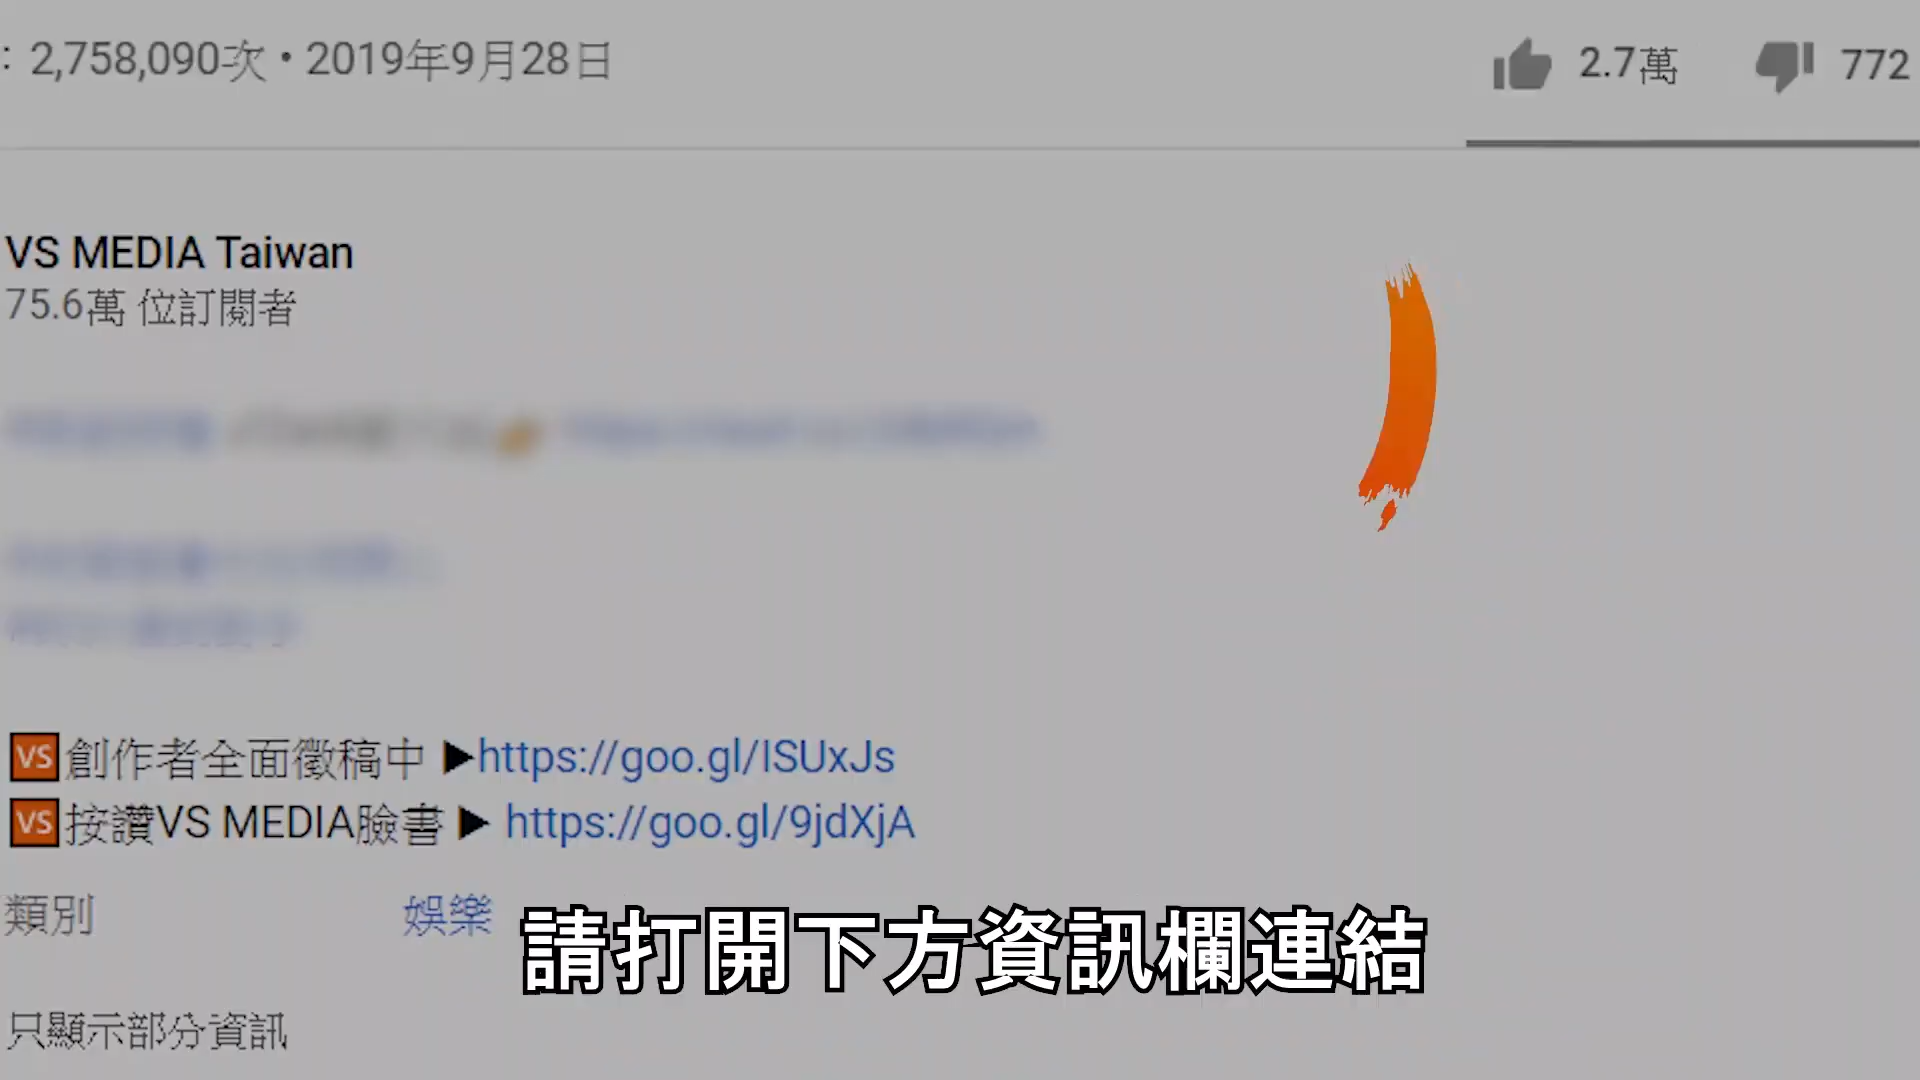 : 2,758,090次 • 2019年9月28日
2.7萬
772
VS MEDIA Taiwan
75.6萬 位訂閱者
VS創作者全面徵稿中 ▶https://goo.gl/ISUxJs
VS按讚VS MEDIA臉書 ▶ https://goo.gl/9jdXjA
類別 娛樂
請打開下方資訊欄連結
只顯示部分資訊